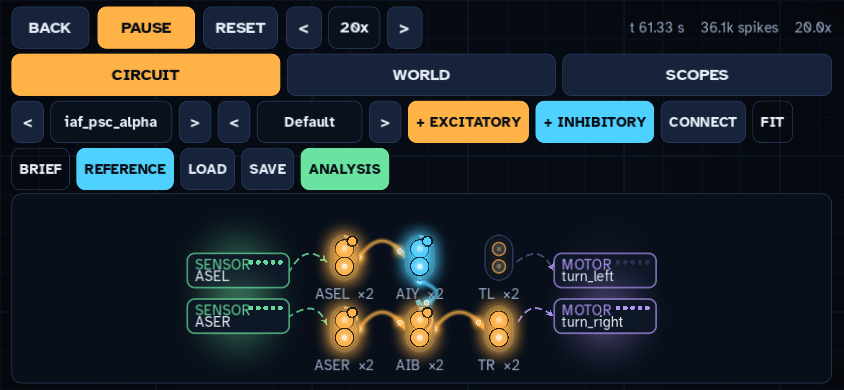 BACK PAUSE RESET < 20x > t 61.33 s 36.1k spikes 20.0x
CIRCUIT WORLD SCOPES
< iaf_psc_alpha > < Default > + EXCITATORY + INHIBITORY CONNECT FIT
BRIEF REFERENCE LOAD SAVE ANALYSIS
SENSOR MOTOR
ASEL turn_left
ASEL ×2 AIY ×2 TL ×2
SENSOR MOTOR
ASER turn_right
ASER ×2 AIB ×2 TR ×2